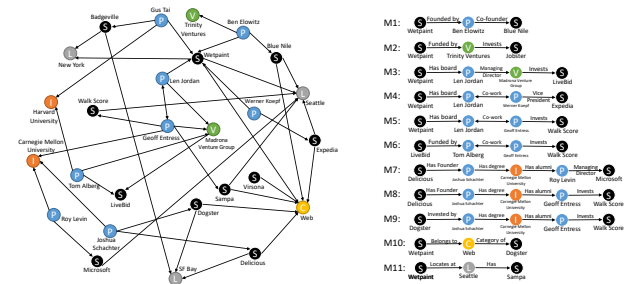 Gus Tai
Badgeville
S
P
V
Trinity
Ventures
Ben Elowitz
P
Blue Nile
S
L
New York
S
Wetpaint
P
Len Jordan
L
Seattle
I
Harvard
University
Walk Score
S
Werner Koepf
P
P
Geoff Entress
V
Madrona
Venture Group
S
Expedia
Carnegie Mellon
University
I
P
Tom Alberg
S
LiveBid
S
Sampa
S
Virsona
C
Web
P
Roy Levin
S
Dogster
P
Joshua
Schachter
S
Microsoft
S
Delicious
L
SF Bay
M1: S Founded by P Co-founder S
Wetpaint Ben Elowitz Blue Nile
M2: S Funded by V Invests S
Wetpaint Trinity Ventures Jobster
M3: S Has board P Managing Director V Invests S
Wetpaint Len Jordan Madrona Venture Group LiveBid
M4: S Has board P Co-work P Vice President S
Wetpaint Len Jordan Werner Koepf Expedia
M5: S Has board P Co-work P Invests S
Wetpaint Len Jordan Geoff Entress Walk Score
M6: S Funded by P Co-work P Invests S
LiveBid Tom Alberg Geoff Entress Walk Score
M7: S Has Founder P Has degree I Has alumni P Managing Director S
Delicious Joshua Schachter Carnegie Mellon University Roy Levin Microsoft
M8: S Has Founder P Has degree I Has alumni P Invests S
Delicious Joshua Schachter Carnegie Mellon University Geoff Entress Walk Score
M9: S Invested by P Has degree I Has alumni P Invests S
Dogster Joshua Schachter Carnegie Mellon University Geoff Entress Walk Score
M10: S Belongs to C Category of S
Wetpaint Web Dogster
M11: S Locates at L Has S
Wetpaint Seattle Sampa